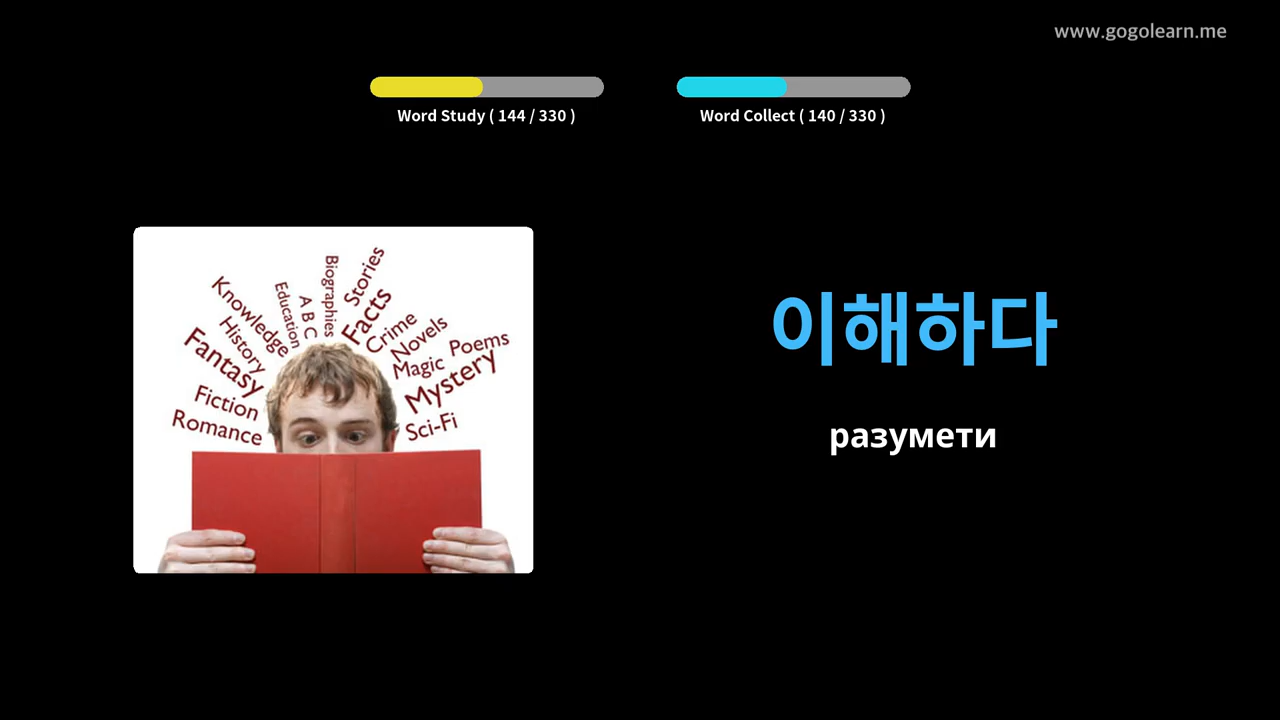 www.gogolearn.me
Word Study ( 144 / 330 )
Word Collect ( 140 / 330 )
Biographies
Stories
Knowledge
Education
A B C
Facts
Crime
History
Novels
Poems
Fantasy
Magic
Mystery
Fiction
Romance
Sci-Fi
이해하다
разумети